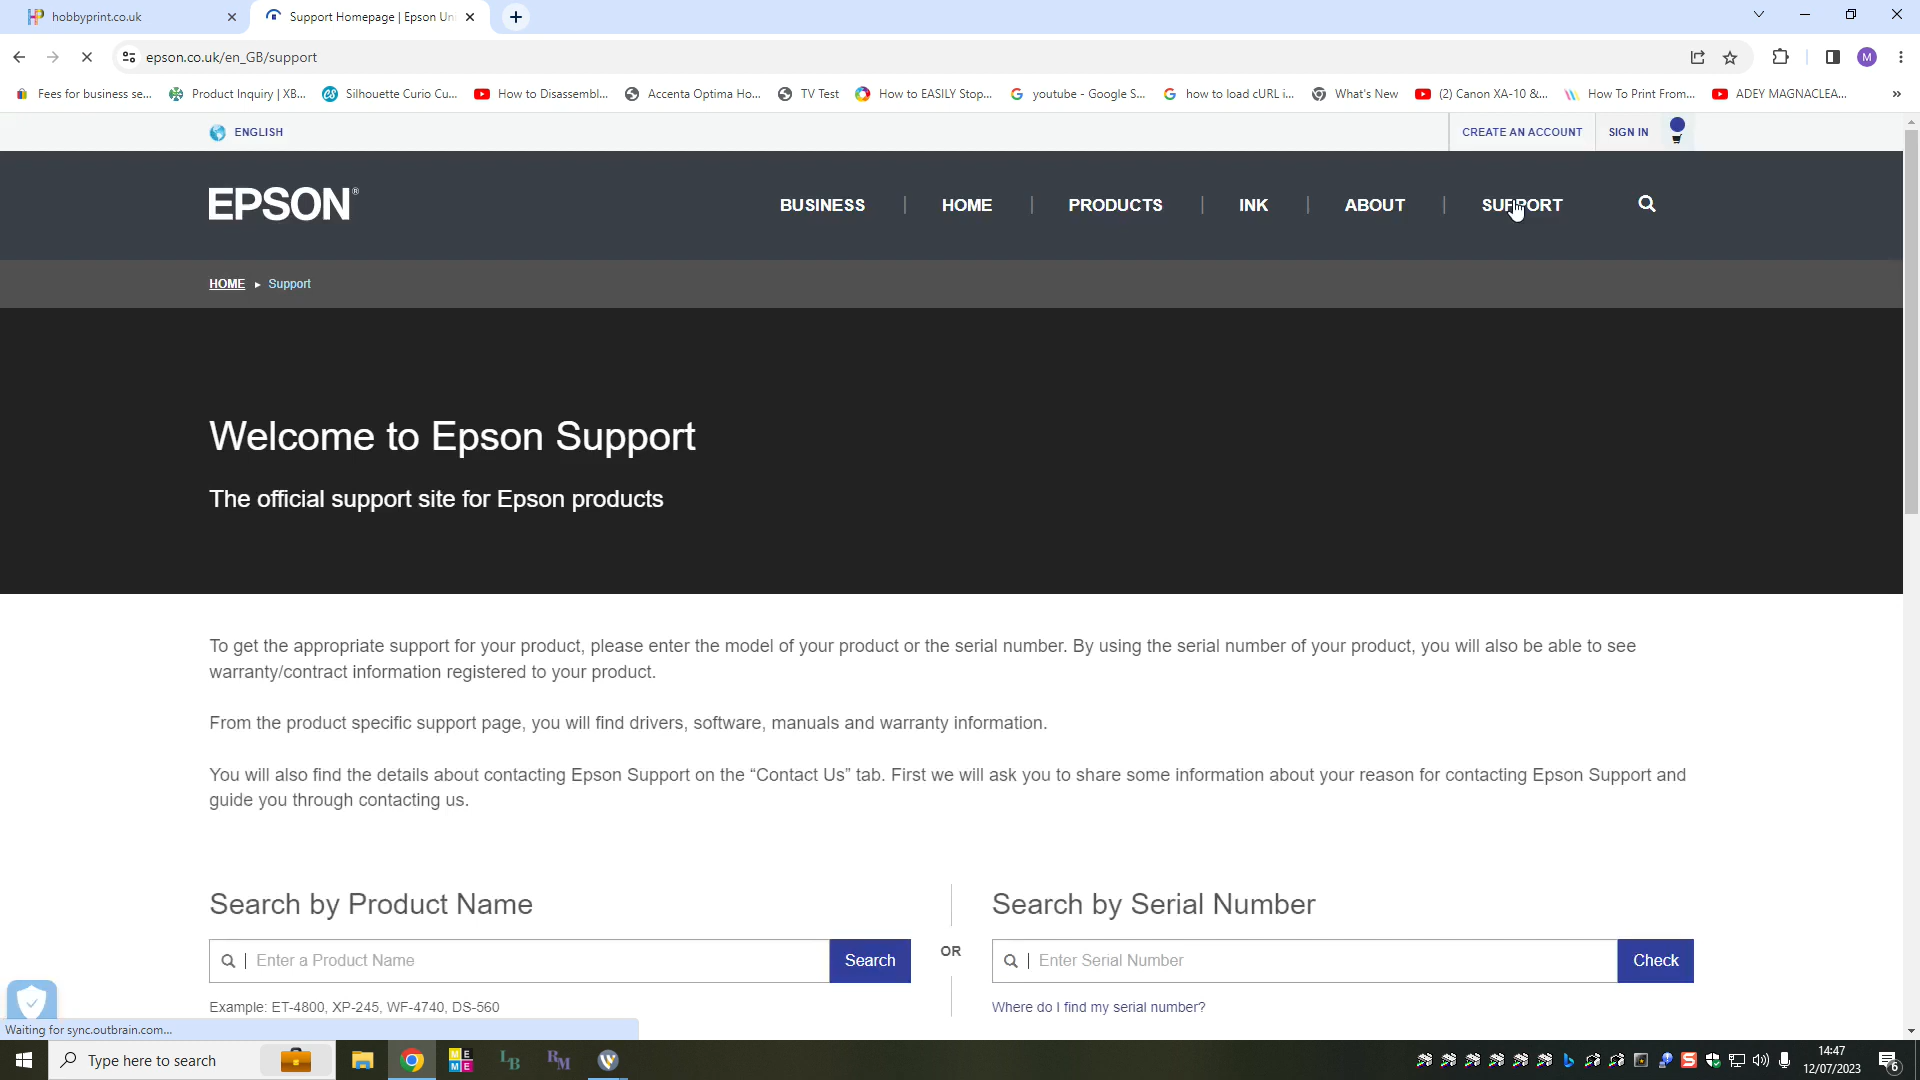 hobbyprint.co.uk
Support Homepage | Epson Un
epson.co.uk/en_GB/support
M
Fees for business se...
Product Inquiry | XB...
Silhouette Curio Cu...
How to Disassembl...
Accenta Optima Ho...
TV Test
How to EASILY Stop...
youtube - Google S...
how to load cURL i...
What's New
(2) Canon XA-10 &...
How To Print From...
ADEY MAGNACLEA...
»
ENGLISH
CREATE AN ACCOUNT
SIGN IN
EPSON®
BUSINESS
HOME
PRODUCTS
INK
ABOUT
SUPPORT
HOME ▸ Support
Welcome to Epson Support
The official support site for Epson products
To get the appropriate support for your product, please enter the model of your product or the serial number. By using the serial number of your product, you will also be able to see
warranty/contract information registered to your product.
From the product specific support page, you will find drivers, software, manuals and warranty information.
You will also find the details about contacting Epson Support on the “Contact Us” tab. First we will ask you to share some information about your reason for contacting Epson Support and
guide you through contacting us.
Search by Product Name
Enter a Product Name
Search
Example: ET-4800, XP-245, WF-4740, DS-560
OR
Search by Serial Number
Enter Serial Number
Check
Where do I find my serial number?
Waiting for sync.outbrain.com...
Type here to search
ME
ME
LB
RM
14:47
12/07/2023
6